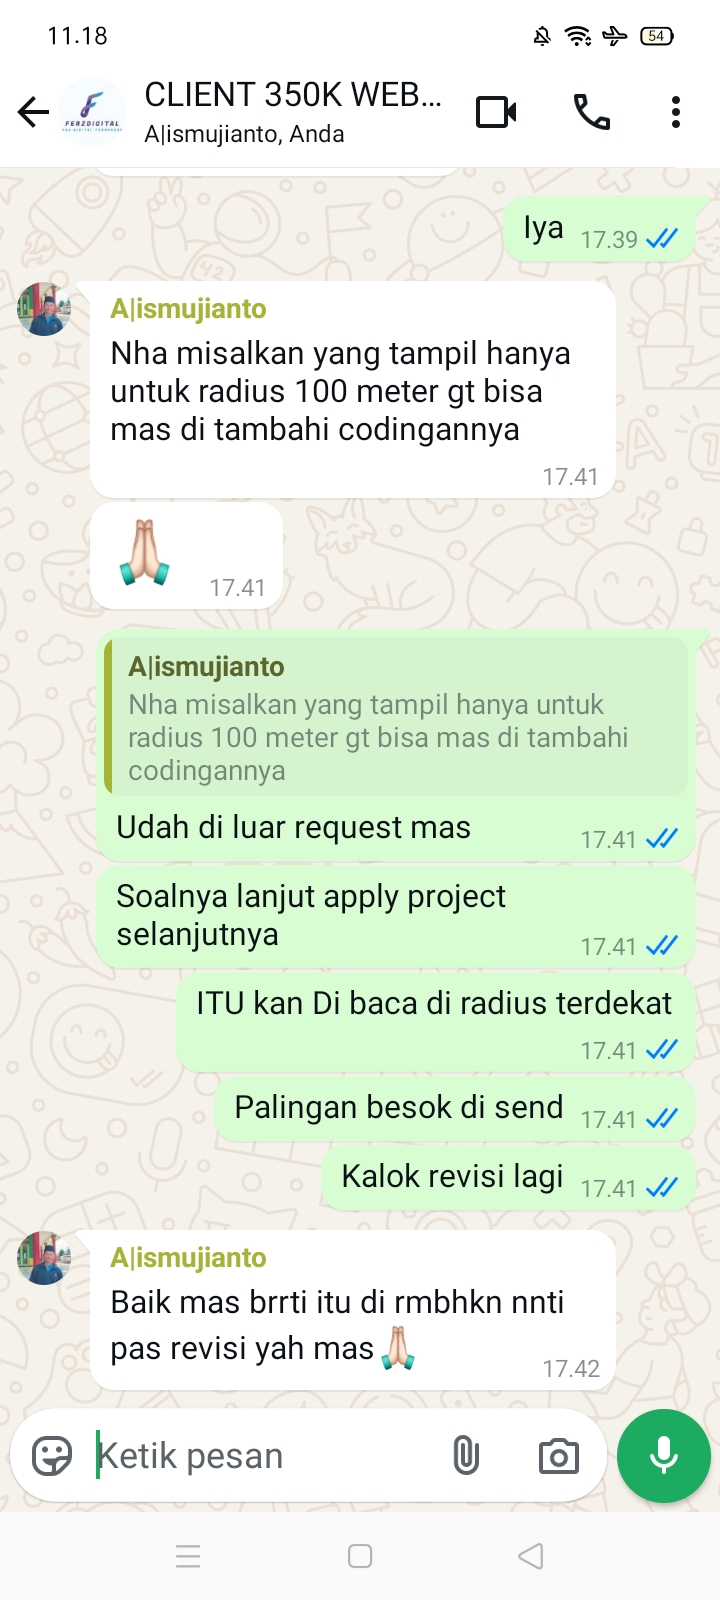 11.18
54
CLIENT 350K WEB...
A|ismujianto, Anda
FERZDIGITAL
Iya 17.39
A|ismujianto
Nha misalkan yang tampil hanya
untuk radius 100 meter gt bisa
mas di tambahi codingannya
17.41
🙏🏻 17.41
A|ismujianto
Nha misalkan yang tampil hanya untuk
radius 100 meter gt bisa mas di tambahi
codingannya
Udah di luar request mas 17.41
Soalnya lanjut apply project
selanjutnya 17.41
ITU kan Di baca di radius terdekat
17.41
Palingan besok di send 17.41
Kalok revisi lagi 17.41
A|ismujianto
Baik mas brrti itu di rmbhkn nnti
pas revisi yah mas🙏🏻 17.42
Ketik pesan